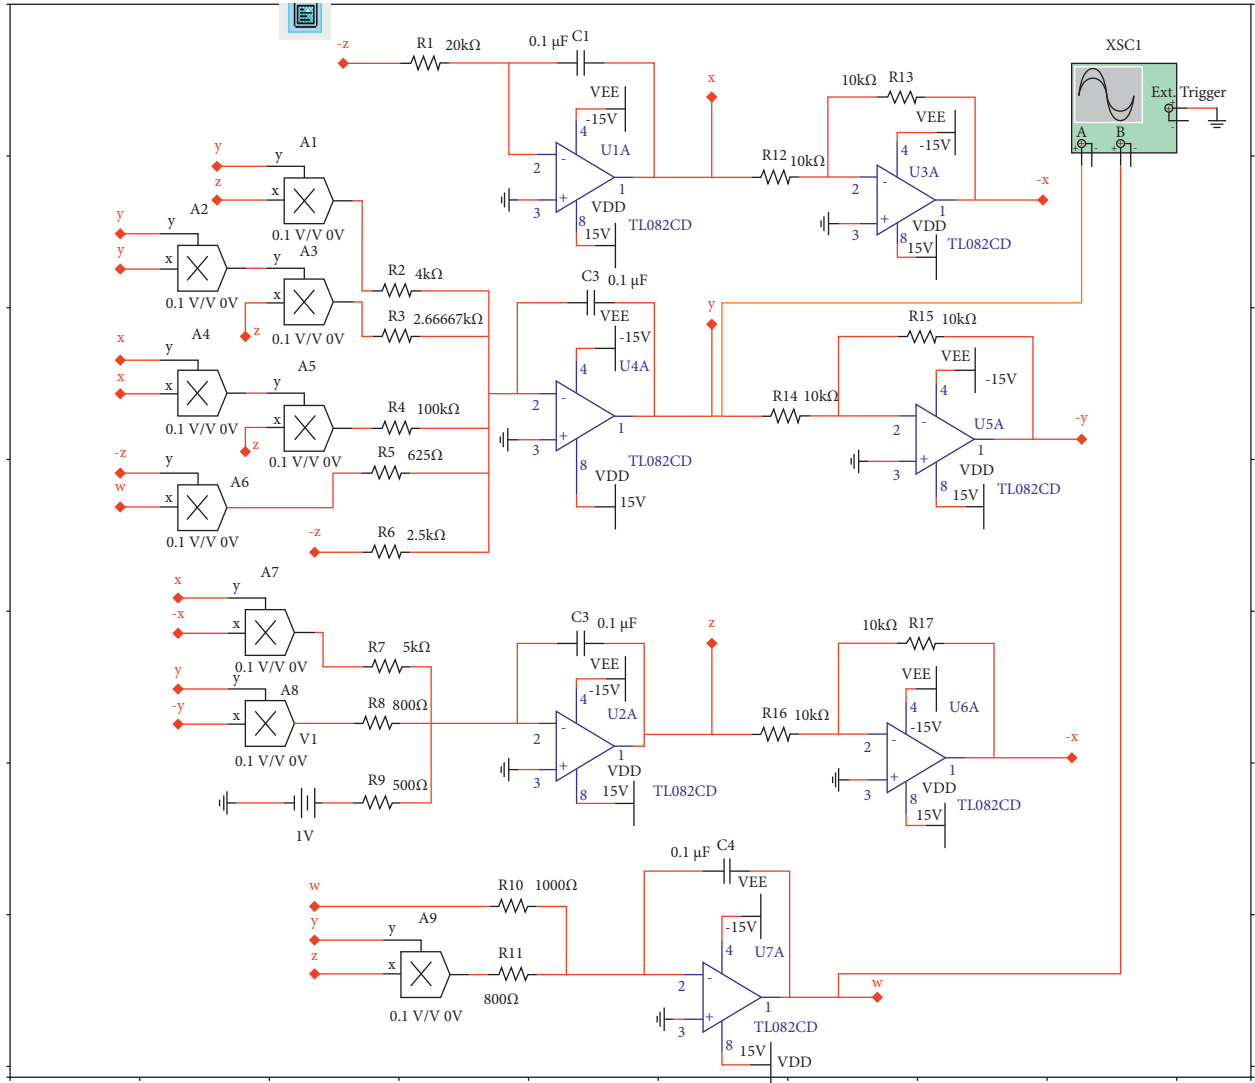 -z
R1 20kΩ
0.1 µF C1
VEE
-15V
4
U1A
-
2
+
3
1
VDD
8
15V
TL082CD
x
R12 10kΩ
10kΩ R13
VEE
-15V
4
U3A
-
2
+
3
1
VDD
8
15V
TL082CD
-x
XSC1
Ext. Trigger
+
-
A
B
+ -
+ -
y
y
A1
z
x
0.1 V/V 0V
A2
y
y
y
x
0.1 V/V 0V
A3
y
x
z
0.1 V/V 0V
R2 4kΩ
R3 2.66667kΩ
A4
x
y
x
x
0.1 V/V 0V
A5
y
x
z
0.1 V/V 0V
R4 100kΩ
-z
y
A6
w
x
0.1 V/V 0V
R5 625Ω
-z
R6 2.5kΩ
C3 0.1 µF
VEE
-15V
4
U4A
-
2
+
3
1
TL082CD
8
VDD
15V
y
R14 10kΩ
R15 10kΩ
VEE
-15V
4
U5A
-
2
+
3
1
VDD
8
15V
TL082CD
-y
A7
x
y
-x
x
0.1 V/V 0V
R7 5kΩ
y
y
A8
-y
x
V1
0.1 V/V 0V
R8 800Ω
R9 500Ω
1V
C3 0.1 µF
VEE
-15V
4
U2A
-
2
+
3
1
VDD
8
15V
TL082CD
z
R16 10kΩ
10kΩ R17
VEE
4
-15V
U6A
-
2
+
3
1
VDD
8
15V
TL082CD
-x
w
R10 1000Ω
y
y
A9
z
x
0.1 V/V 0V
R11
800Ω
0.1 µF C4
VEE
-15V
4
U7A
-
2
+
3
1
TL082CD
8
15V
VDD
w